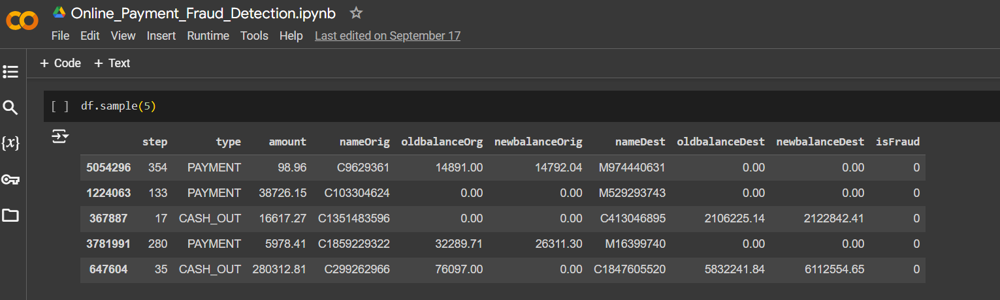 Online_Payment_Fraud_Detection.ipynb
File Edit View Insert Runtime Tools Help Last edited on September 17
+ Code + Text
[ ] df.sample(5)
step type amount nameOrig oldbalanceOrg newbalanceOrig nameDest oldbalanceDest newbalanceDest isFraud
5054296 354 PAYMENT 98.96 C9629361 14891.00 14792.04 M974440631 0.00 0.00 0
1224063 133 PAYMENT 38726.15 C103304624 0.00 0.00 M529293743 0.00 0.00 0
367887 17 CASH_OUT 16617.27 C1351483596 0.00 0.00 C413046895 2106225.14 2122842.41 0
3781991 280 PAYMENT 5978.41 C1859229322 32289.71 26311.30 M16399740 0.00 0.00 0
647604 35 CASH_OUT 280312.81 C299262966 76097.00 0.00 C1847605520 5832241.84 6112554.65 0
{x}